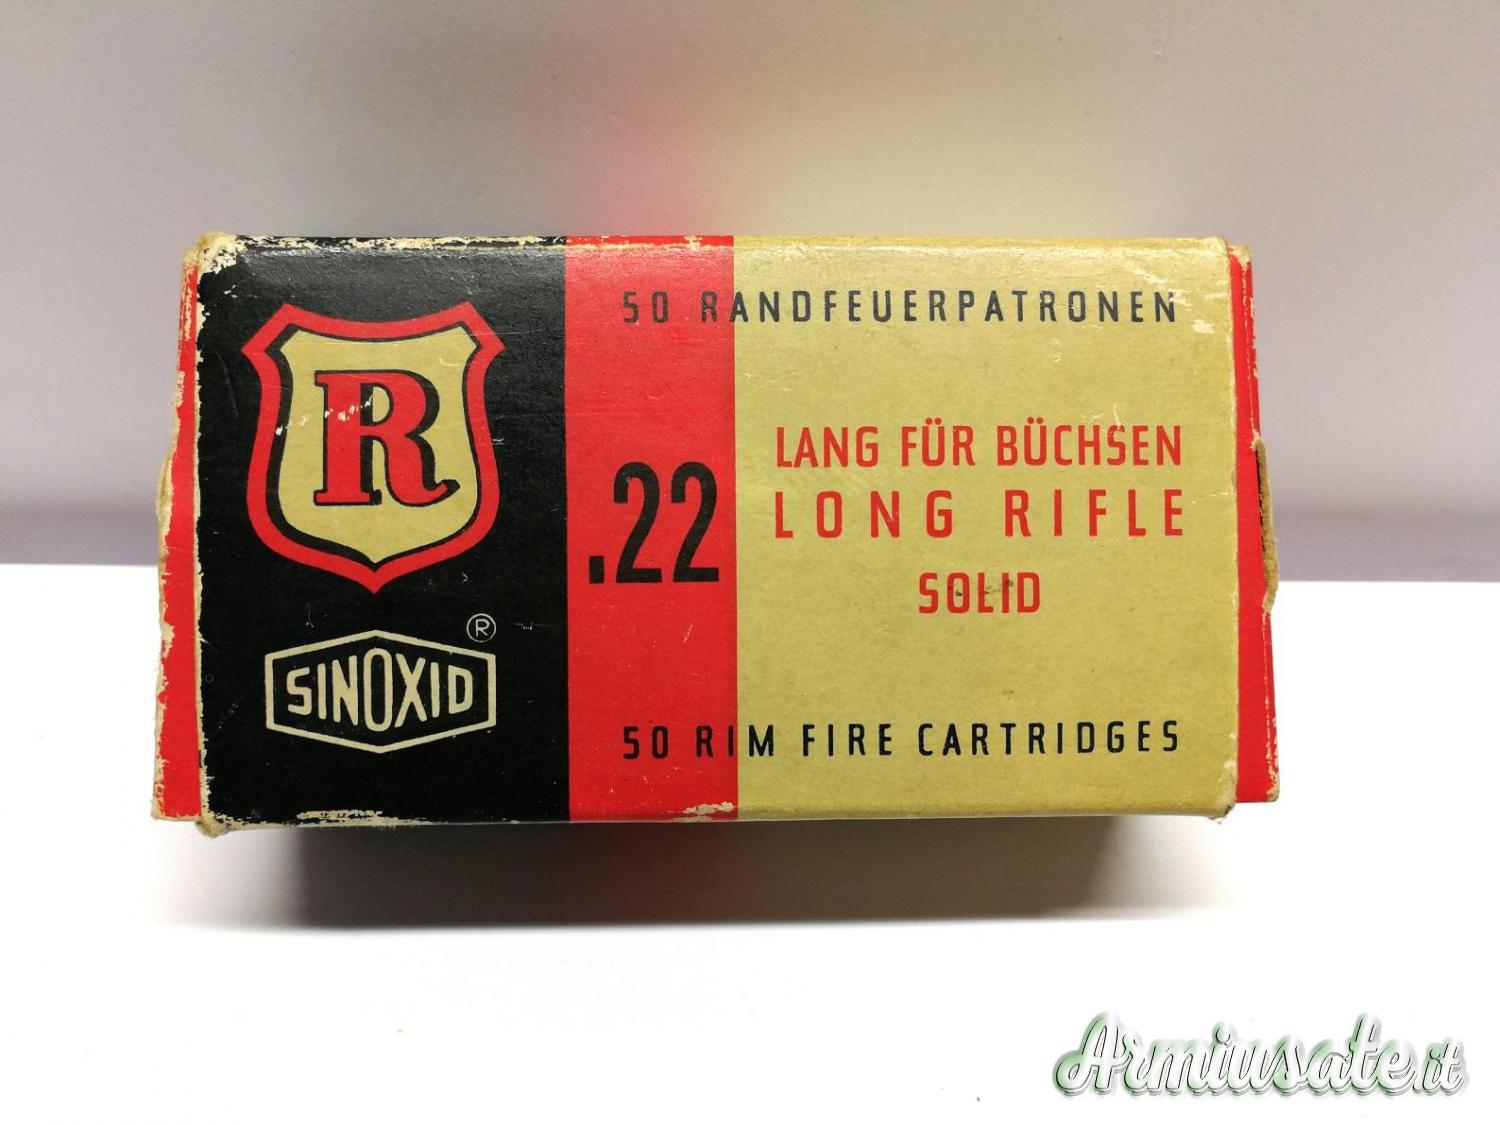 R
®
SINOXID
50 RANDFEUERPATRONEN
.22
LANG FÜR BÜCHSEN
LONG RIFLE
SOLID
50 RIM FIRE CARTRIDGES
Armiusate.it